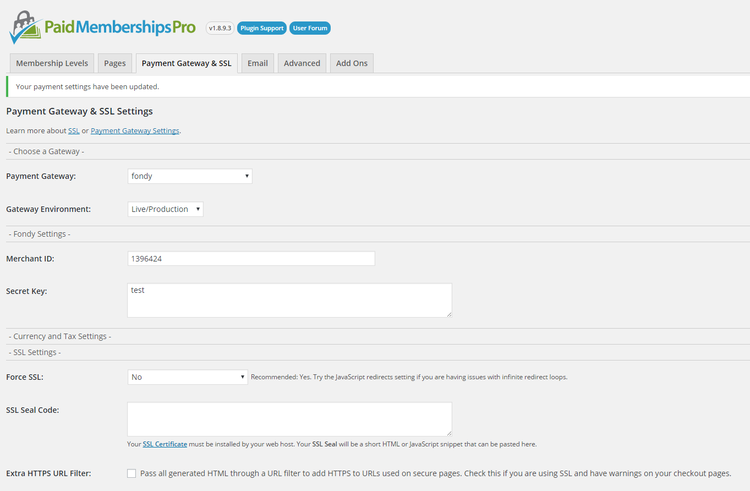 PaidMembershipsPro v1.8.9.3 Plugin Support User Forum
Membership Levels Pages Payment Gateway & SSL Email Advanced Add Ons
Your payment settings have been updated.
Payment Gateway & SSL Settings
Learn more about SSL or Payment Gateway Settings.
- Choose a Gateway -
Payment Gateway: fondy
Gateway Environment: Live/Production
- Fondy Settings -
Merchant ID: 1396424
Secret Key: test
- Currency and Tax Settings -
- SSL Settings -
Force SSL: No Recommended: Yes. Try the JavaScript redirects setting if you are having issues with infinite redirect loops.
SSL Seal Code:
Your SSL Certificate must be installed by your web host. Your SSL Seal will be a short HTML or JavaScript snippet that can be pasted here.
Extra HTTPS URL Filter: Pass all generated HTML through a URL filter to add HTTPS to URLs used on secure pages. Check this if you are using SSL and have warnings on your checkout pages.